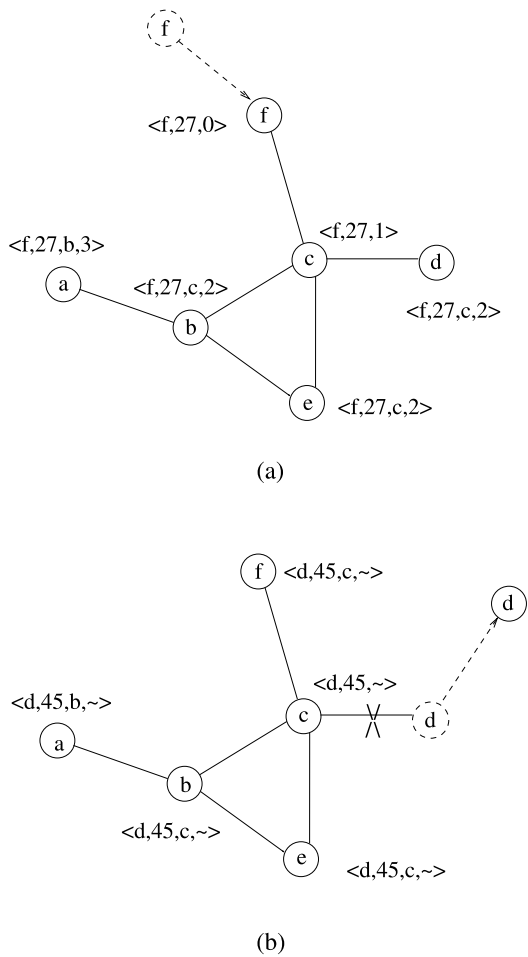 f
f
<f,27,0>
<f,27,1>
<f,27,b,3>
c
d
a
<f,27,c,2>
<f,27,c,2>
b
e
<f,27,c,2>
(a)
f
<d,45,c,~>
d
<d,45,~>
<d,45,b,~>
c
d
a
b
<d,45,c,~>
e
<d,45,c,~>
(b)